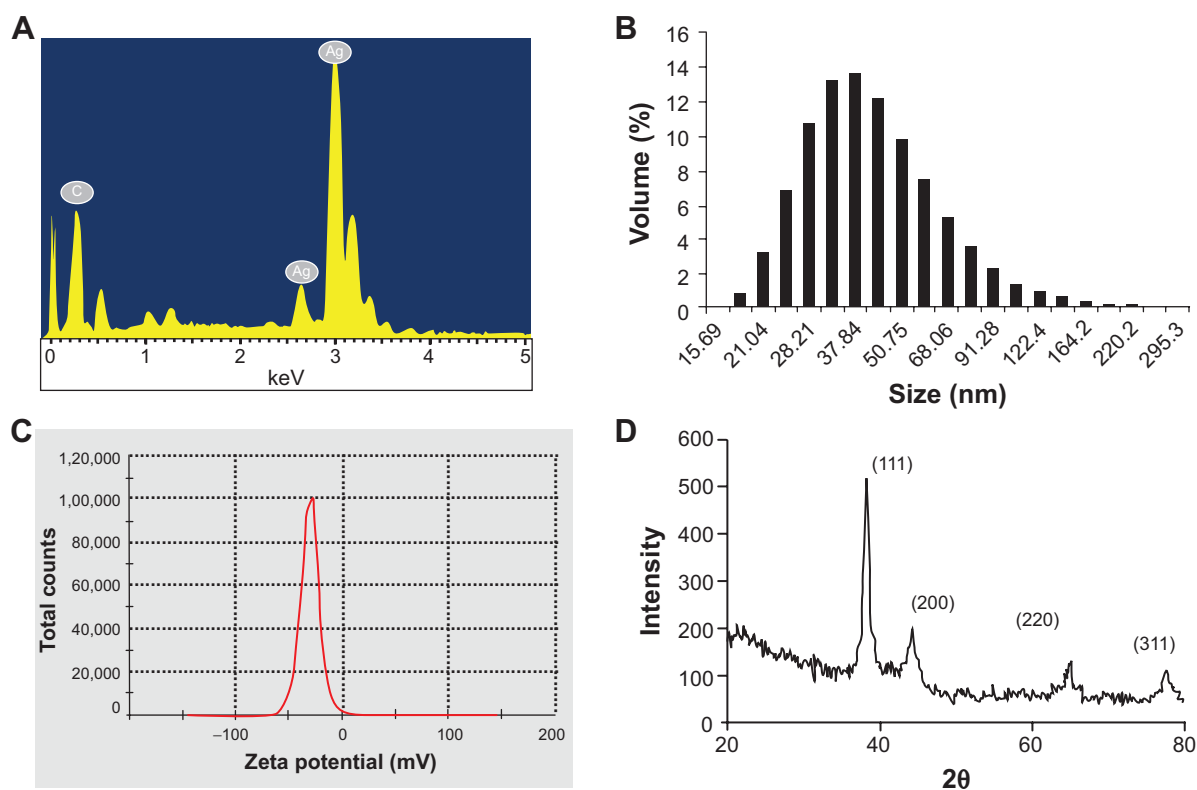 A
Ag
C
Ag
0 1 2 3 4 5
keV
B
16
14
12
10
8
6
4
2
0
Volume (%)
15.69 21.04 28.21 37.84 50.75 68.06 91.28 122.4 164.2 220.2 295.3
Size (nm)
C
1,20,000
1,00,000
80,000
60,000
40,000
20,000
0
Total counts
−100 0 100 200
Zeta potential (mV)
D
600
500
400
300
200
100
0
Intensity
(111)
(200)
(220)
(311)
20 40 60 80
2θ